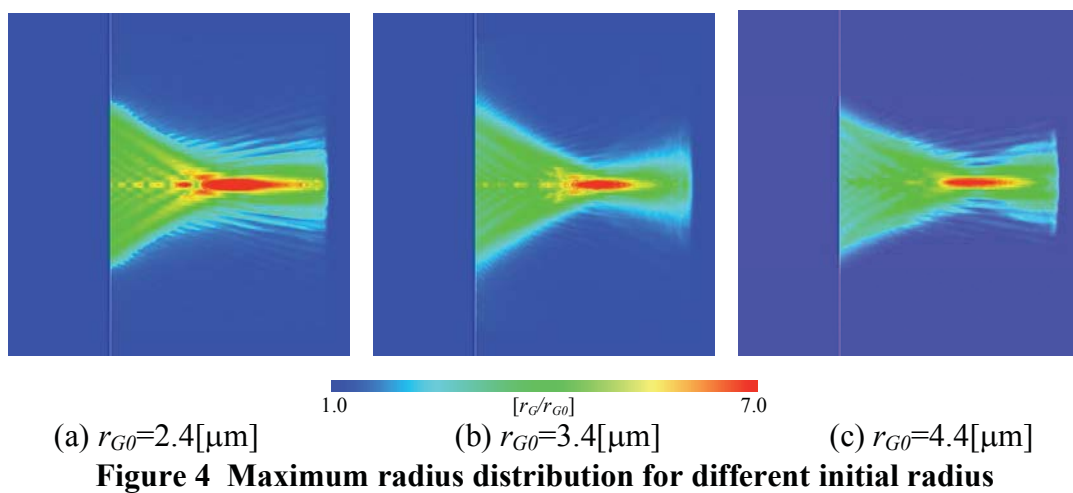 1.0 [rG/rG0] 7.0
(a) rG0=2.4[μm] (b) rG0=3.4[μm] (c) rG0=4.4[μm]
Figure 4 Maximum radius distribution for different initial radius